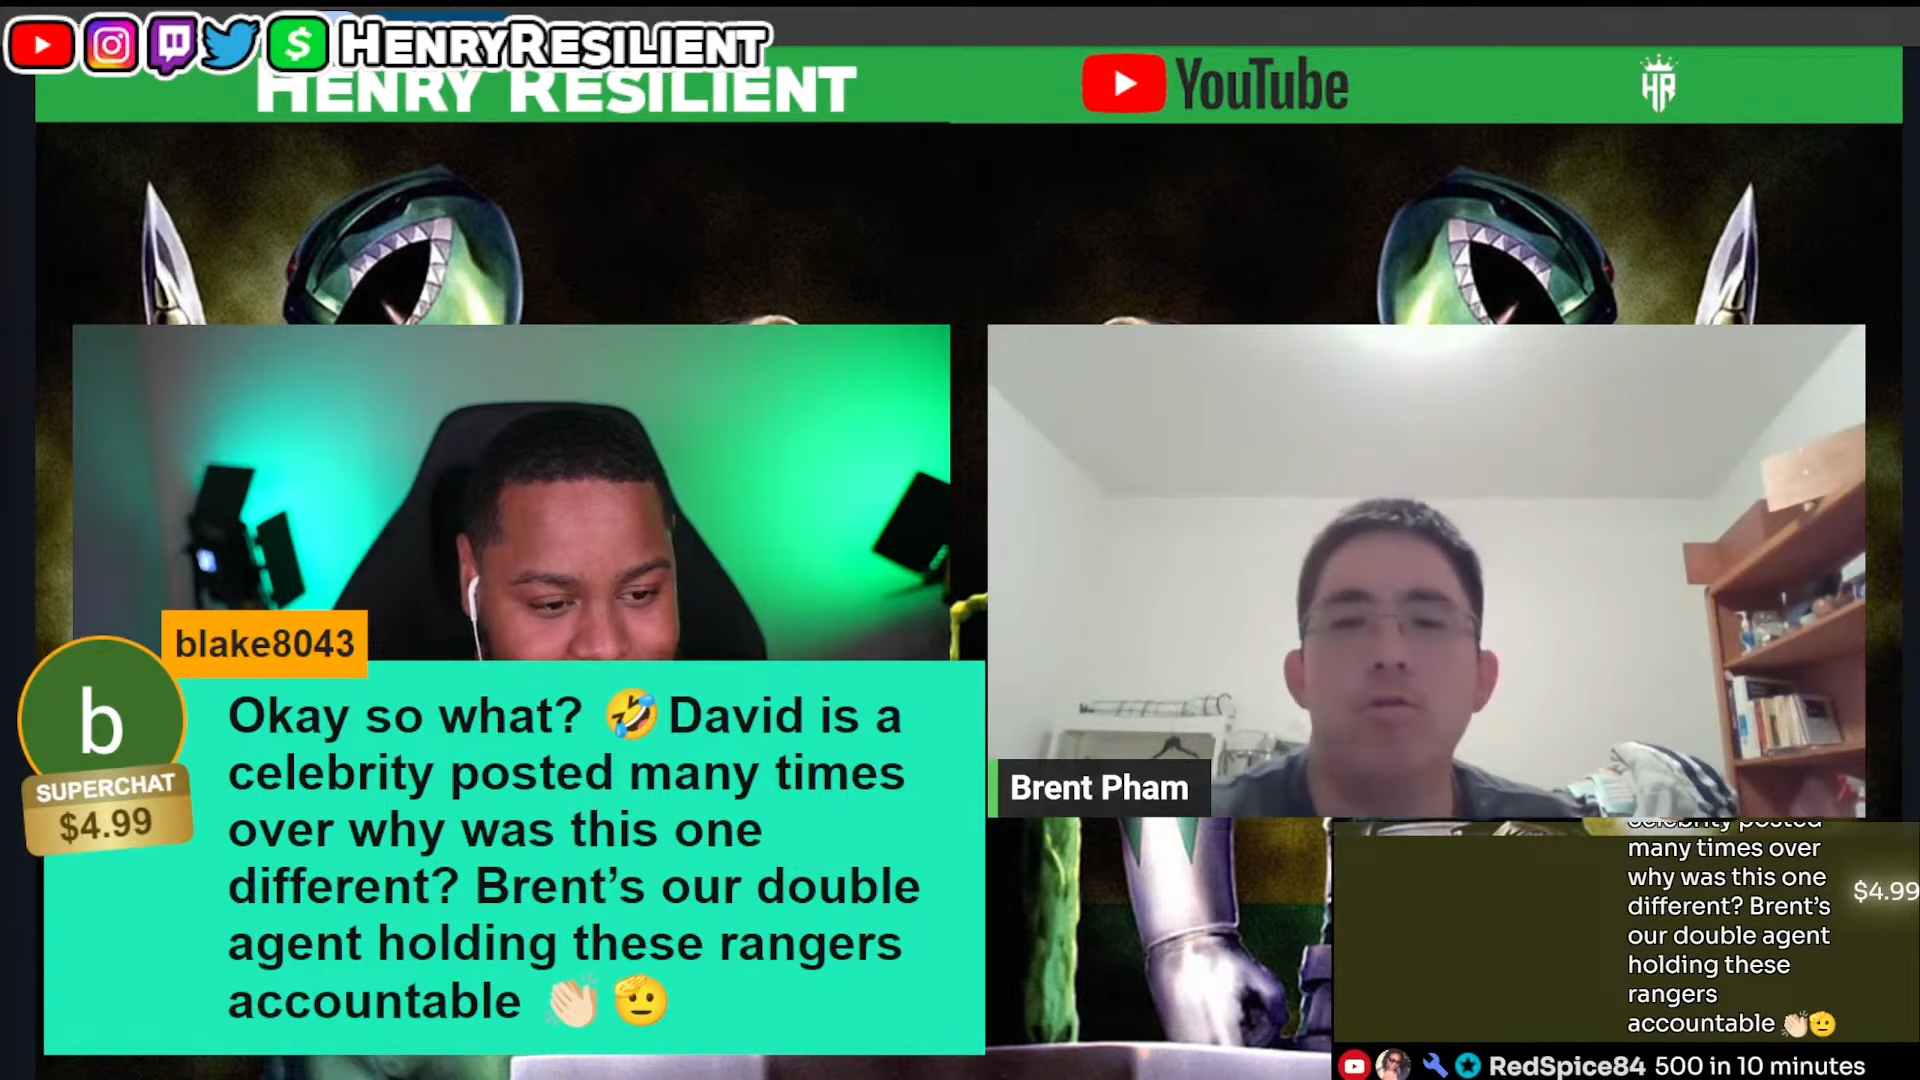 HENRYRESILIENT
HENRY RESILIENT
YouTube
HR
blake8043
b
SUPERCHAT
$4.99
Okay so what? 🤣 David is a
celebrity posted many times
over why was this one
different? Brent’s our double
agent holding these rangers
accountable 👏🏻 🫡
Brent Pham
celebrity posted
many times over
why was this one
different? Brent’s
our double agent
holding these
rangers
accountable 👏🏻🫡
$4.99
RedSpice84 500 in 10 minutes